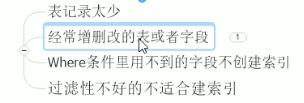 表记录太少
经常增删改的表或者字段
1
Where条件里用不到的字段不创建索引
过滤性不好的不适合建索引